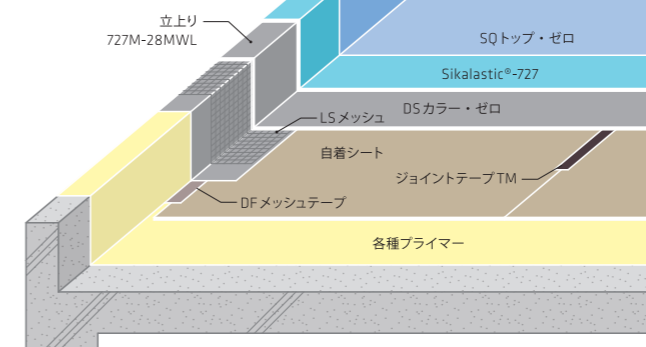 立上り
727M-28MWL
SQトップ・ゼロ
Sikalastic®-727
DSカラー・ゼロ
LSメッシュ
自着シート
ジョイントテープTM
DFメッシュテープ
各種プライマー